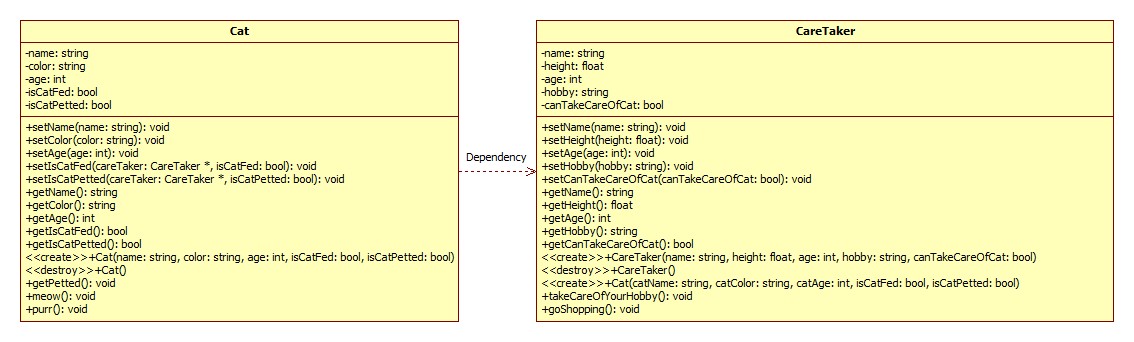 Cat
-name: string
-color: string
-age: int
-isCatFed: bool
-isCatPetted: bool
+setName(name: string): void
+setColor(color: string): void
+setAge(age: int): void
+setIsCatFed(careTaker: CareTaker *, isCatFed: bool): void
+setIsCatPetted(careTaker: CareTaker *, isCatPetted: bool): void
+getName(): string
+getColor(): string
+getAge(): int
+getIsCatFed(): bool
+getIsCatPetted(): bool
<<create>>+Cat(name: string, color: string, age: int, isCatFed: bool, isCatPetted: bool)
<<destroy>>+Cat()
+getPetted(): void
+meow(): void
+purr(): void
Dependency
CareTaker
-name: string
-height: float
-age: int
-hobby: string
-canTakeCareOfCat: bool
+setName(name: string): void
+setHeight(height: float): void
+setAge(age: int): void
+setHobby(hobby: string): void
+setCanTakeCareOfCat(canTakeCareOfCat: bool): void
+getName(): string
+getHeight(): float
+getAge(): int
+getHobby(): string
+getCanTakeCareOfCat(): bool
<<create>>+CareTaker(name: string, height: float, age: int, hobby: string, canTakeCareOfCat: bool)
<<destroy>>+CareTaker()
<<create>>+Cat(catName: string, catColor: string, catAge: int, isCatFed: bool, isCatPetted: bool)
+takeCareOfYourHobby(): void
+goShopping(): void